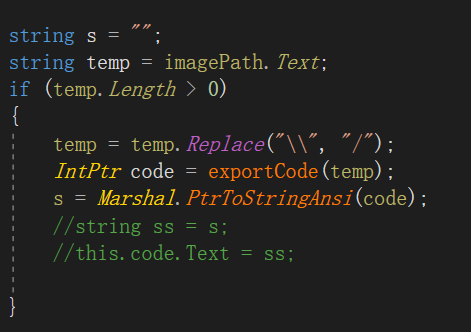 string s = "";
string temp = imagePath.Text;
if (temp.Length > 0)
{
    temp = temp.Replace("\\", "/");
    IntPtr code = exportCode(temp);
    s = Marshal.PtrToStringAnsi(code);
    //string ss = s;
    //this.code.Text = ss;
}